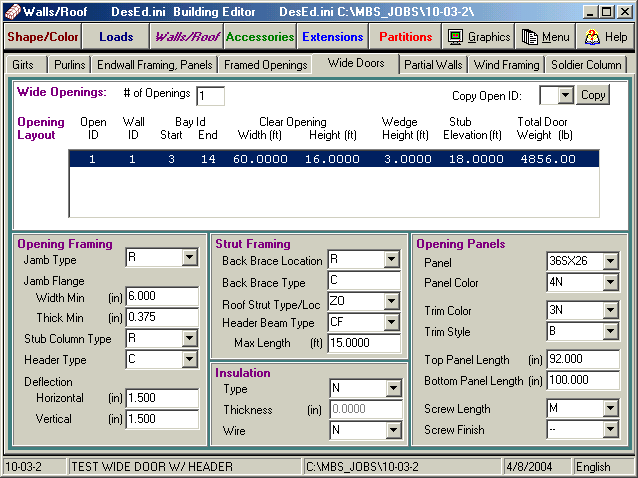 Walls/Roof DesEd.ini Building Editor DesEd.ini C:\MBS_JOBS\10-03-2\
Shape/Color Loads Walls/Roof Accessories Extensions Partitions Graphics Menu Help
Girts Purlins Endwall Framing, Panels Framed Openings Wide Doors Partial Walls Wind Framing Soldier Column
Wide Openings: # of Openings 1 Copy Open ID: Copy
Opening Open Wall Bay Id Clear Opening Wedge Stub Total Door
Layout ID ID Start End Width (ft) Height (ft) Height (ft) Elevation (ft) Weight (lb)
1 1 3 14 60.0000 16.0000 3.0000 18.0000 4856.00
Opening Framing
Jamb Type R
Jamb Flange
Width Min (in) 6.000
Thick Min (in) 0.375
Stub Column Type R
Header Type C
Deflection
Horizontal (in) 1.500
Vertical (in) 1.500
Strut Framing
Back Brace Location R
Back Brace Type C
Roof Strut Type/Loc ZO
Header Beam Type CF
Max Length (ft) 15.0000
Insulation
Type N
Thickness (in) 0.0000
Wire N
Opening Panels
Panel 36SX26
Panel Color 4N
Trim Color 3N
Trim Style B
Top Panel Length (in) 92.000
Bottom Panel Length (in) 100.000
Screw Length M
Screw Finish --
10-03-2 TEST WIDE DOOR W/ HEADER C:\MBS_JOBS\10-03-2 4/8/2004 English